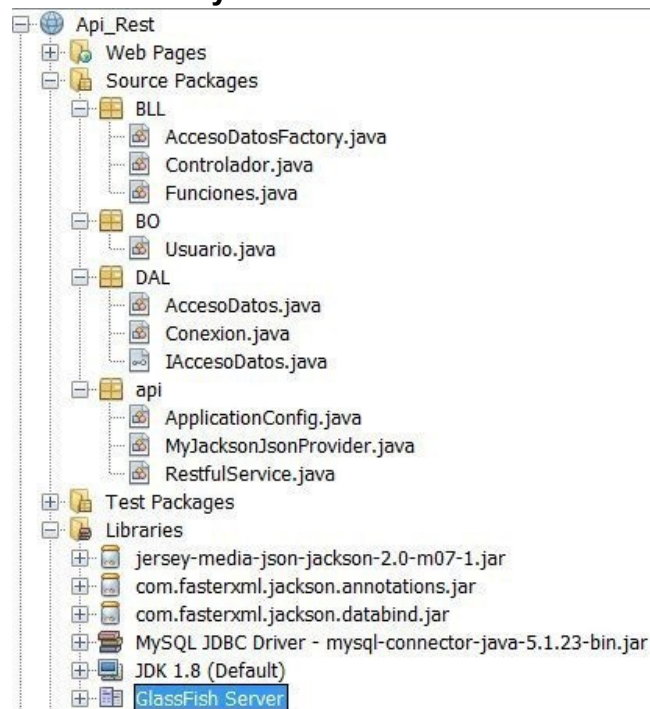 Api_Rest
Web Pages
Source Packages
BLL
AccesoDatosFactory.java
Controlador.java
Funciones.java
BO
Usuario.java
DAL
AccesoDatos.java
Conexion.java
IAccesoDatos.java
api
ApplicationConfig.java
MyJacksonJsonProvider.java
RestfulService.java
Test Packages
Libraries
jersey-media-json-jackson-2.0-m07-1.jar
com.fasterxml.jackson.annotations.jar
com.fasterxml.jackson.databind.jar
MySQL JDBC Driver - mysql-connector-java-5.1.23-bin.jar
JDK 1.8 (Default)
GlassFish Server